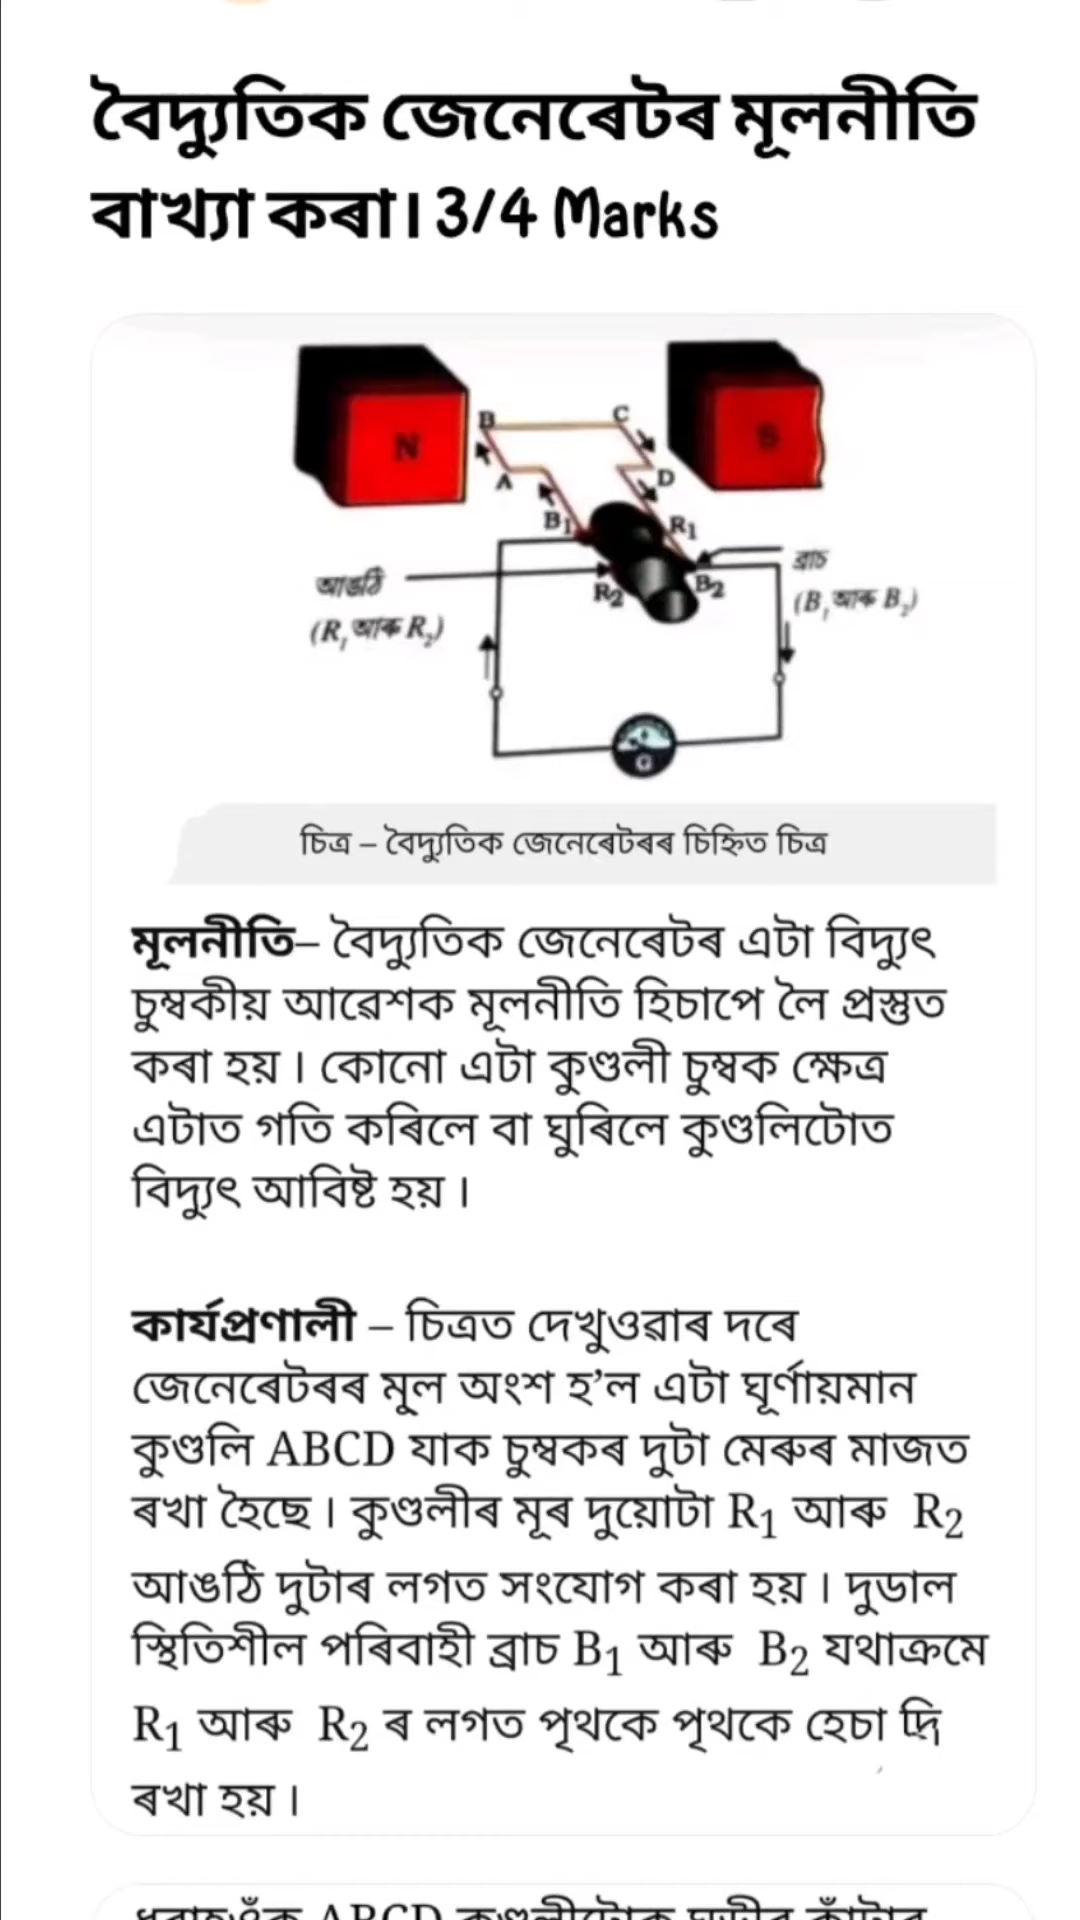 বৈদ্যুতিক জেনেৰেটৰ মূলনীতি
বাখ্যা কৰা। 3/4 Marks
N
S
B
C
A
D
B₁
R₁
আঙঠি
(R₁ আৰু R₂)
R₂
B₂
ব্ৰাচ
(B₁ আৰু B₂)
G
চিত্ৰ – বৈদ্যুতিক জেনেৰেটৰৰ চিহ্নিত চিত্ৰ
মূলনীতি– বৈদ্যুতিক জেনেৰেটৰ এটা বিদ্যুৎ
চুম্বকীয় আৱেশক মূলনীতি হিচাপে লৈ প্ৰস্তুত
কৰা হয় । কোনো এটা কুণ্ডলী চুম্বক ক্ষেত্ৰ
এটাত গতি কৰিলে বা ঘুৰিলে কুণ্ডলিটোত
বিদ্যুৎ আবিষ্ট হয় ।
কাৰ্যপ্ৰণালী – চিত্ৰত দেখুওৱাৰ দৰে
জেনেৰেটৰৰ মূল অংশ হ’ল এটা ঘূৰ্ণায়মান
কুণ্ডলি ABCD যাক চুম্বকৰ দুটা মেৰুৰ মাজত
ৰখা হৈছে । কুণ্ডলীৰ মূৰ দুয়োটা R₁ আৰু R₂
আঙঠি দুটাৰ লগত সংযোগ কৰা হয় । দুডাল
স্থিতিশীল পৰিবাহী ব্ৰাচ B₁ আৰু B₂ যথাক্ৰমে
R₁ আৰু R₂ ৰ লগত পৃথকে পৃথকে হেচা দি
ৰখা হয় ।
ABCD